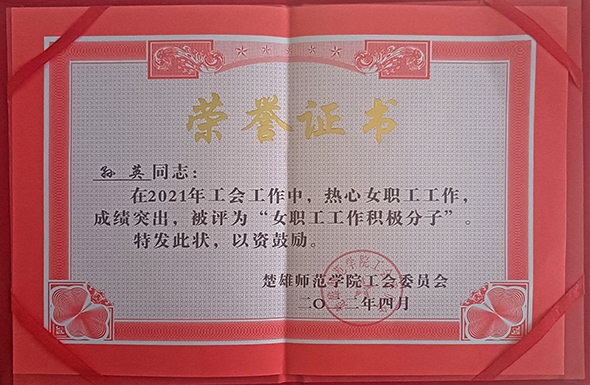 荣誉证书
孙英同志：
在2021年工会工作中，热心女职工工作，
成绩突出，被评为“女职工工作积极分子”。
特发此状，以资鼓励。
楚雄师范学院工会委员会
二〇二二年四月